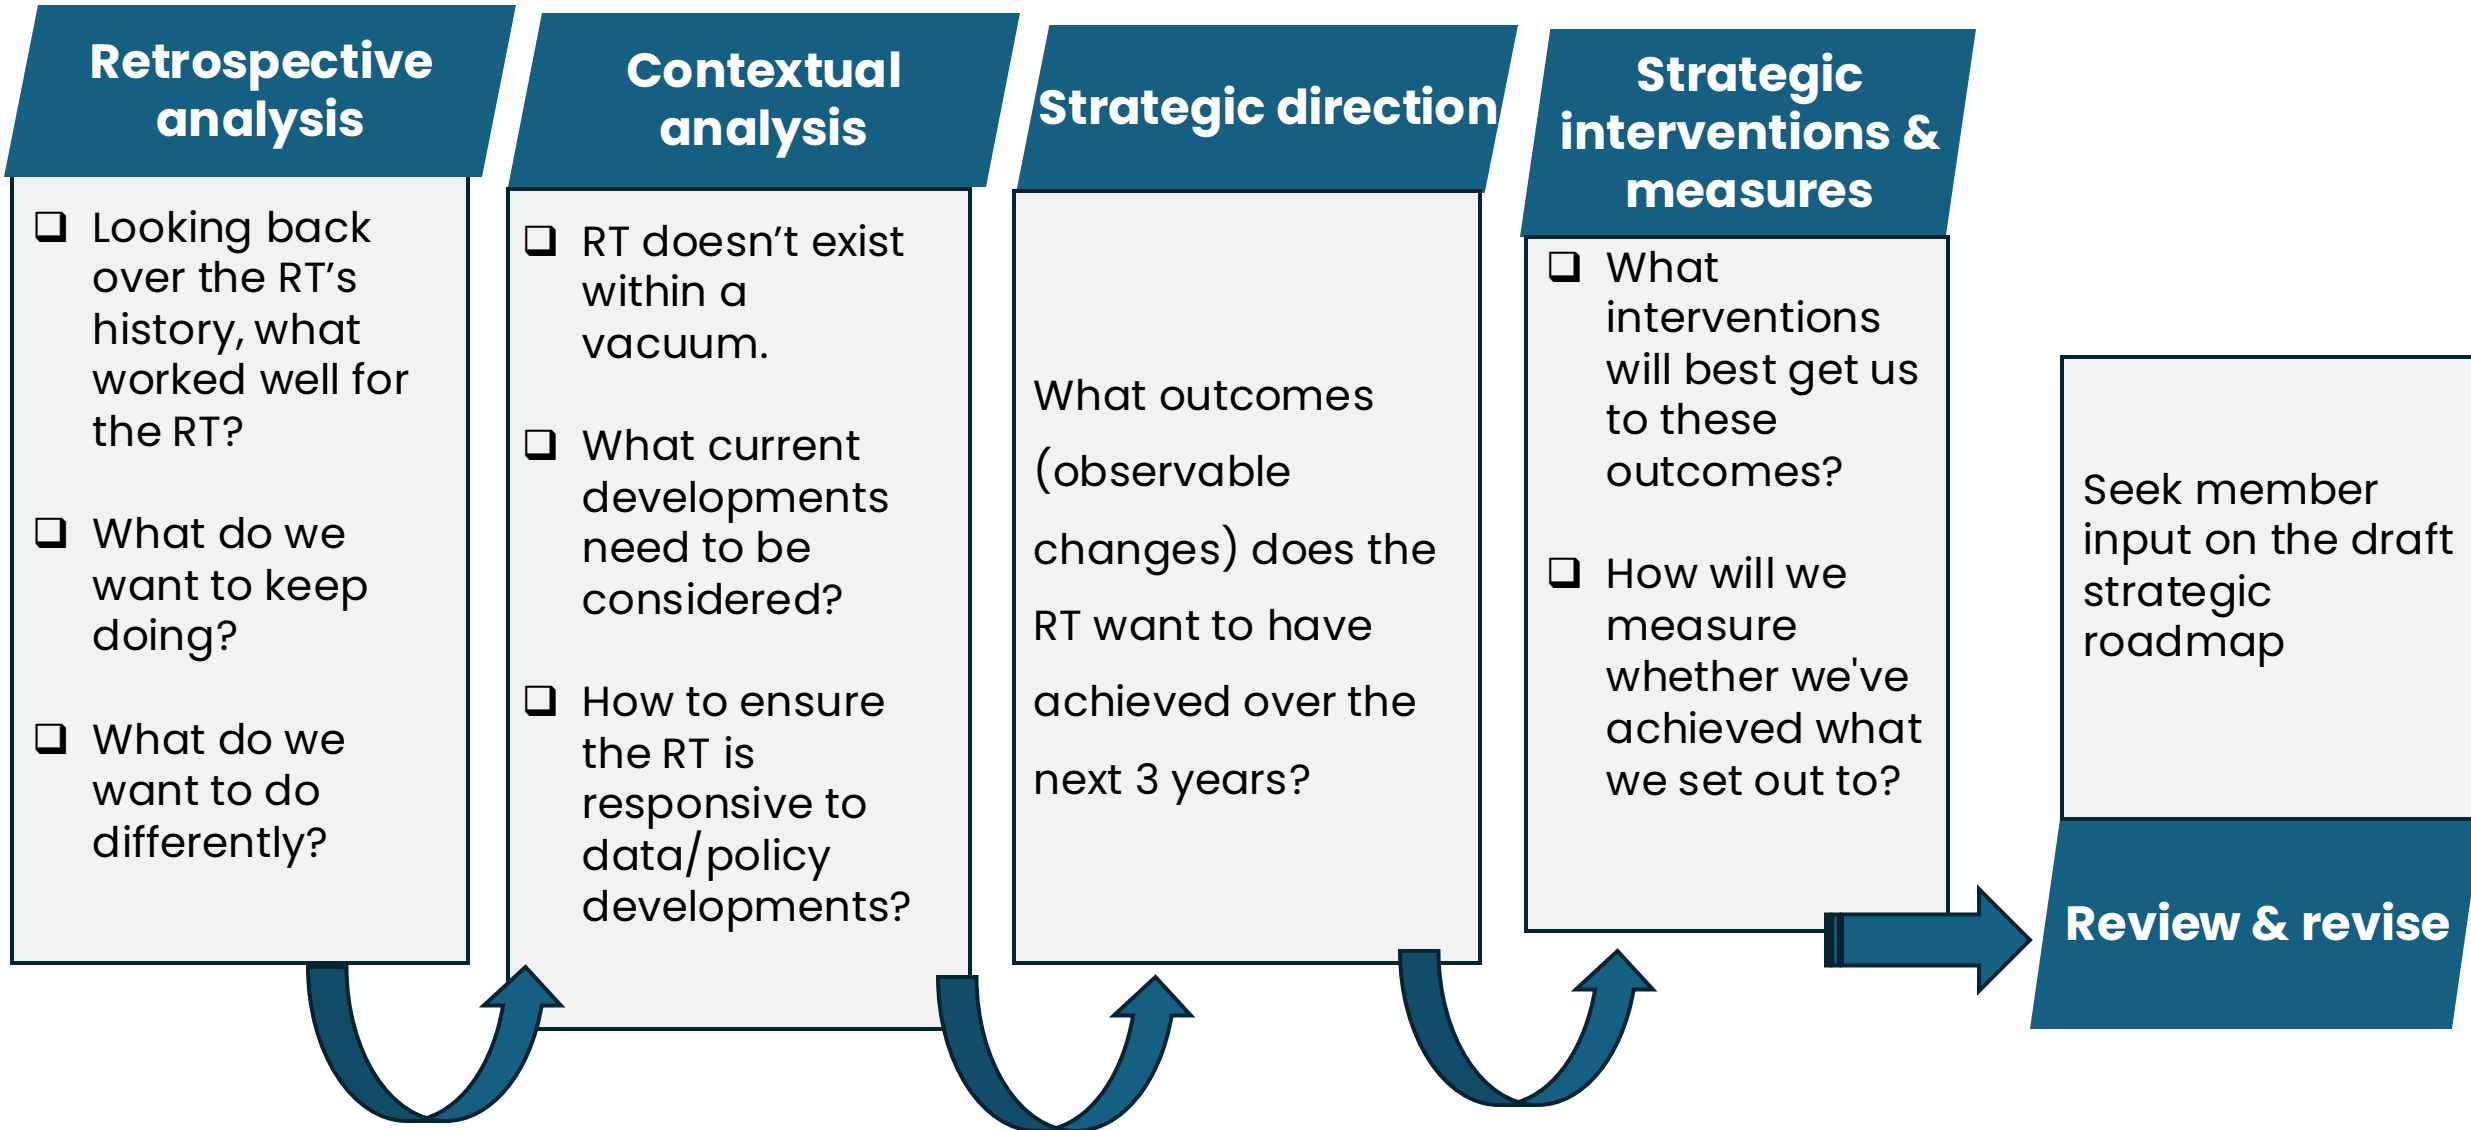 Retrospective
analysis
❑ Looking back
over the RT’s
history, what
worked well for
the RT?
❑ What do we
want to keep
doing?
❑ What do we
want to do
differently?
Contextual
analysis
❑ RT doesn’t exist
within a
vacuum.
❑ What current
developments
need to be
considered?
❑ How to ensure
the RT is
responsive to
data/policy
developments?
Strategic direction
What outcomes
(observable
changes) does the
RT want to have
achieved over the
next 3 years?
Strategic
interventions &
measures
❑ What
interventions
will best get us
to these
outcomes?
❑ How will we
measure
whether we've
achieved what
we set out to?
Seek member
input on the draft
strategic
roadmap
Review & revise